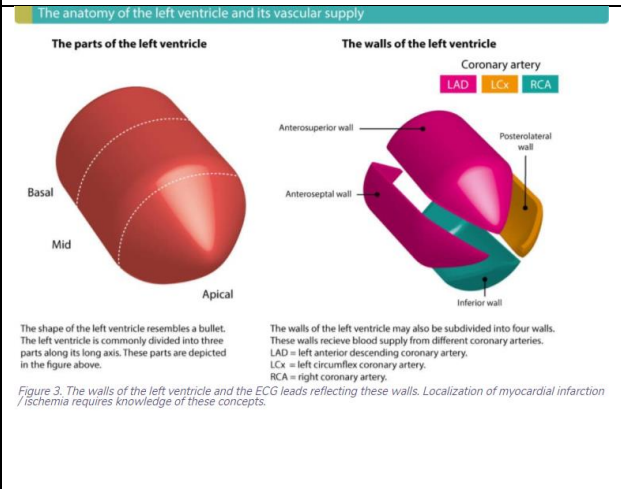 The anatomy of the left ventricle and its vascular supply
The parts of the left ventricle
The walls of the left ventricle
Coronary artery
LAD
LCx
RCA
Anterosuperior wall
Posterolateral
wall
Basal
Anteroseptal wall
Mid
Apical
Inferior wall
The shape of the left ventricle resembles a bullet.
The left ventricle is commonly divided into three
parts along its long axis. These parts are depicted
in the figure above.
The walls of the left ventricle may also be subdivided into four walls.
These walls recieve blood supply from different coronary arteries.
LAD = left anterior descending coronary artery.
LCx = left circumflex coronary artery.
RCA = right coronary artery.
Figure 3. The walls of the left ventricle and the ECG leads reflecting these walls. Localization of myocardial infarction
/ ischemia requires knowledge of these concepts.